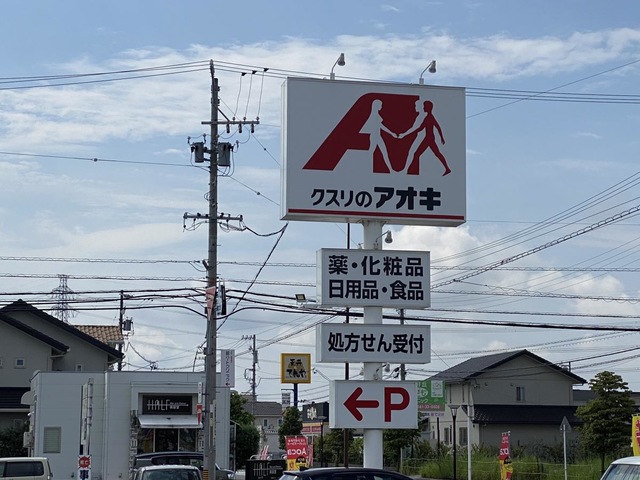 クスリのアオキ
薬・化粧品
日用品・食品
処方せん受付
P
HALF